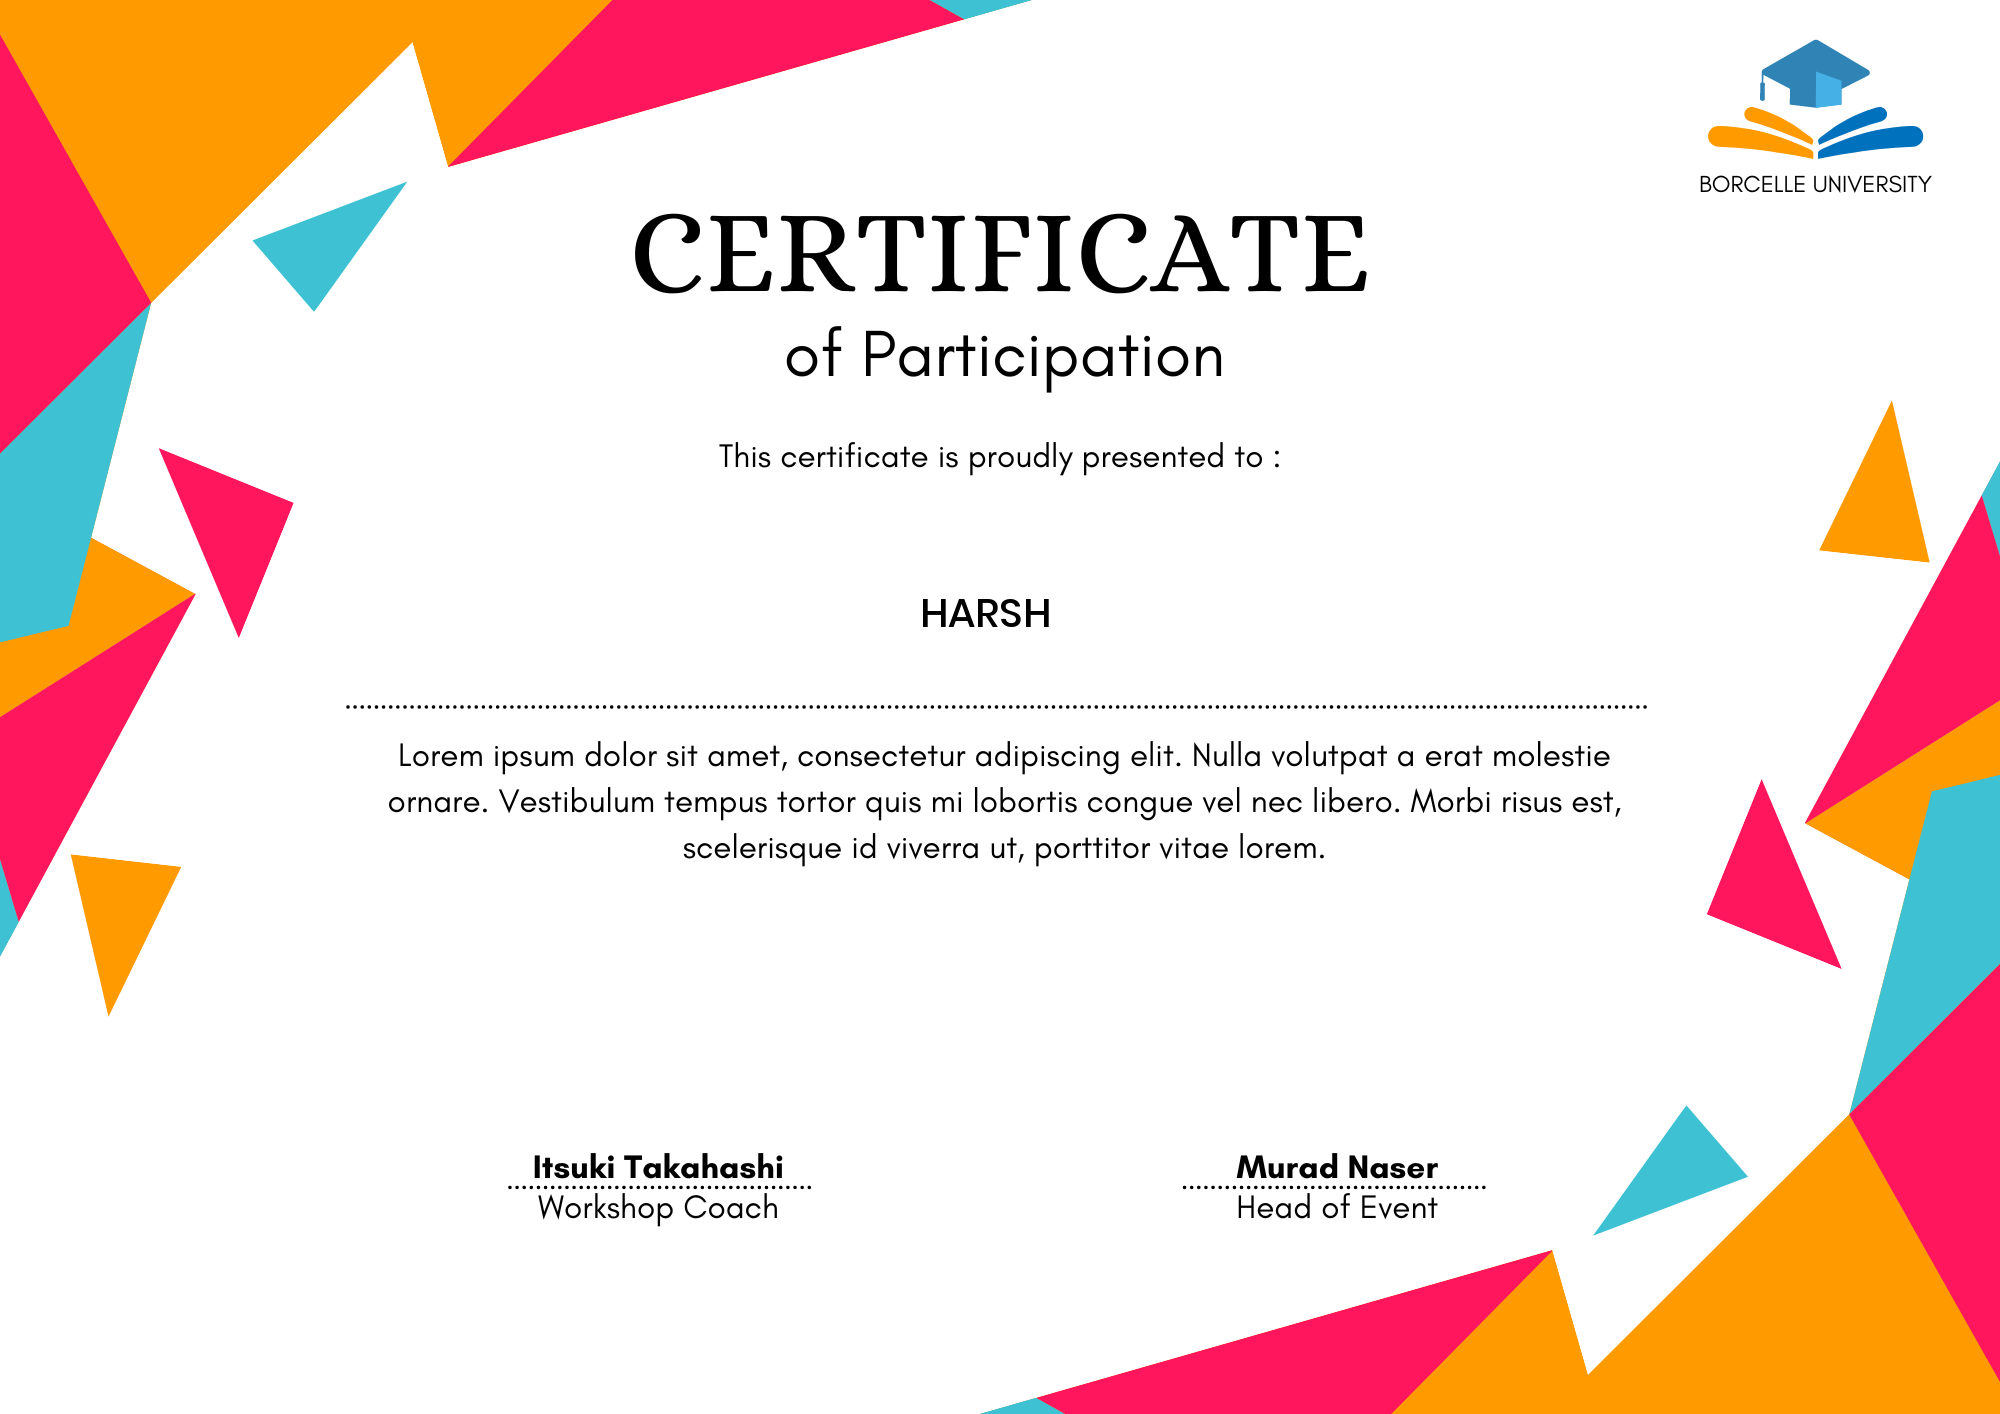 BORCELLE UNIVERSITY
CERTIFICATE
of Participation
This certificate is proudly presented to :
HARSH
Lorem ipsum dolor sit amet, consectetur adipiscing elit. Nulla volutpat a erat molestie
ornare. Vestibulum tempus tortor quis mi lobortis congue vel nec libero. Morbi risus est,
scelerisque id viverra ut, porttitor vitae lorem.
Itsuki Takahashi
Workshop Coach
Murad Naser
Head of Event